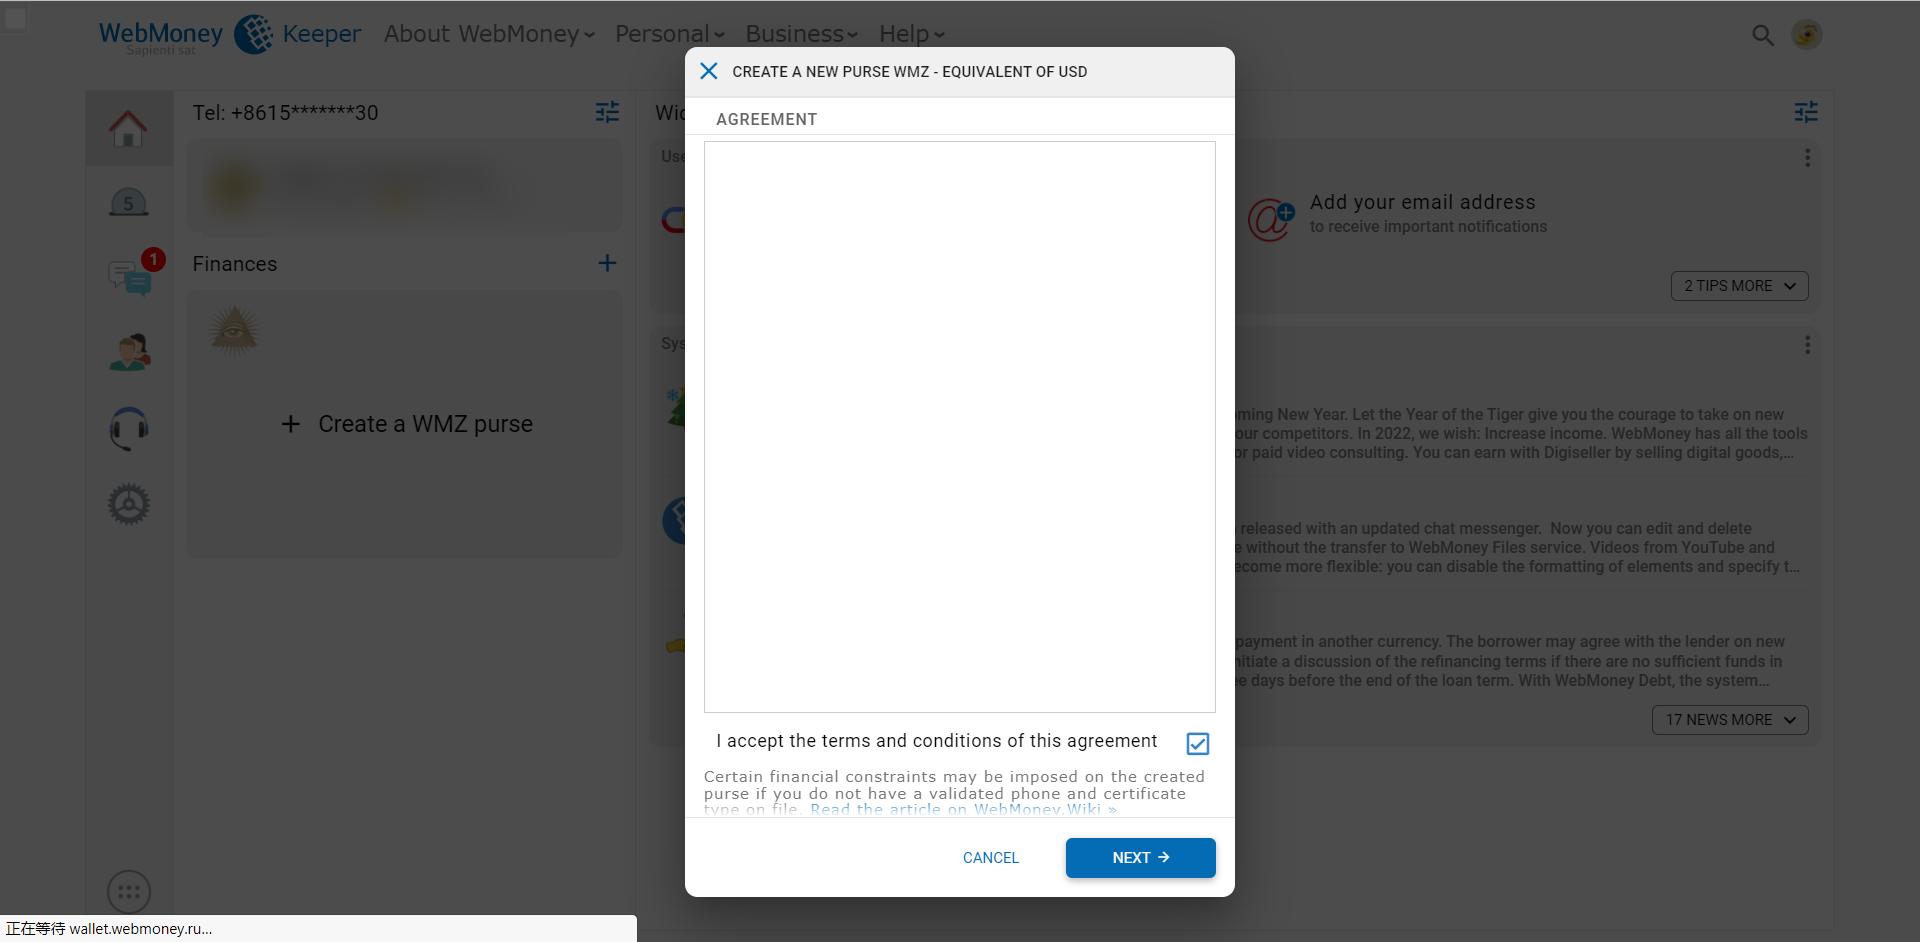 WebMoney Keeper About WebMoney Personal Business Help
Sapienti sat
CREATE A NEW PURSE WMZ - EQUIVALENT OF USD
Tel: +8615*******30
AGREEMENT
5
Add your email address
to receive important notifications
1
Finances
2 TIPS MORE
Create a WMZ purse
ming New Year. Let the Year of the Tiger give you the courage to take on new
our competitors. In 2022, we wish: Increase income. WebMoney has all the tools
or paid video consulting. You can earn with Digiseller by selling digital goods,...
released with an updated chat messenger. Now you can edit and delete
e without the transfer to WebMoney Files service. Videos from YouTube and
ecome more flexible: you can disable the formatting of elements and specify t...
payment in another currency. The borrower may agree with the lender on new
nitiate a discussion of the refinancing terms if there are no sufficient funds in
e days before the end of the loan term. With WebMoney Debt, the system...
17 NEWS MORE
I accept the terms and conditions of this agreement
Certain financial constraints may be imposed on the created
purse if you do not have a validated phone and certificate
type on file. Read the article on WebMoney.Wiki »
CANCEL
NEXT →
正在等待 wallet.webmoney.ru...